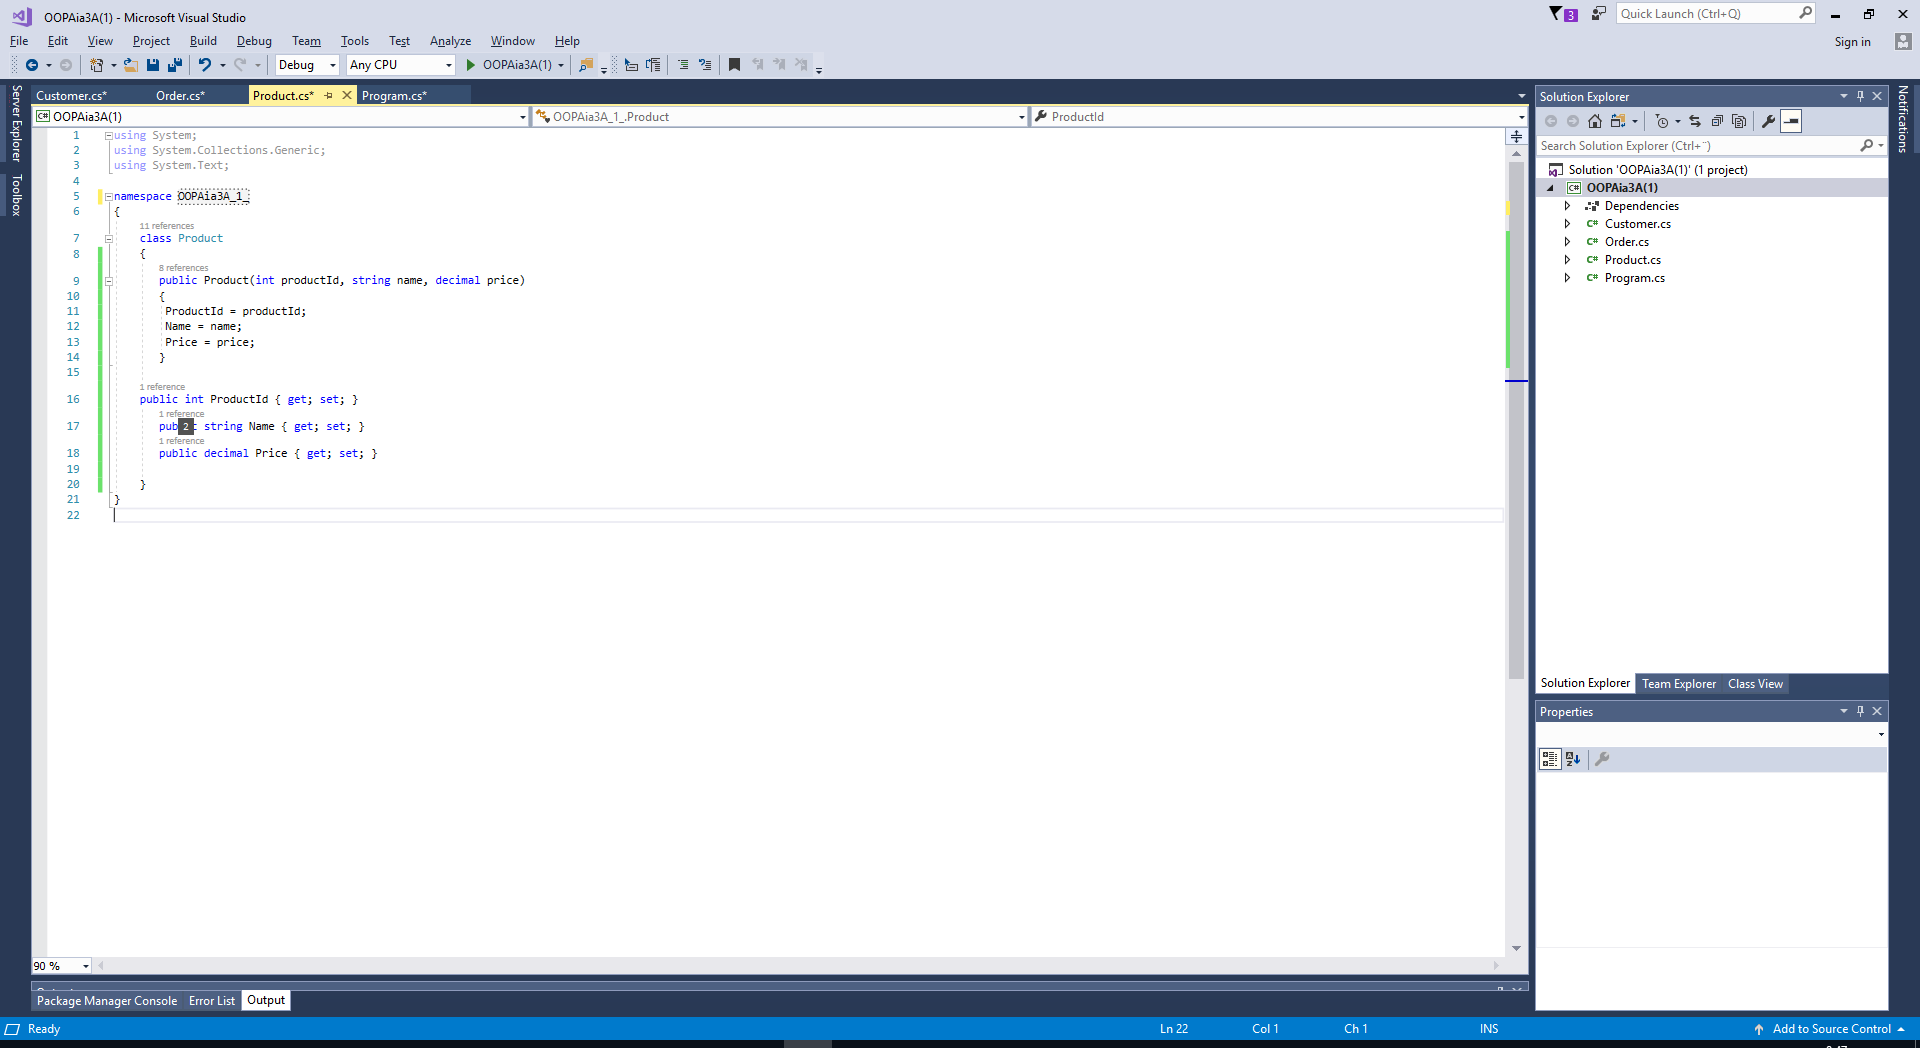 OOPAia3A(1) - Microsoft Visual Studio
3
Quick Launch (Ctrl+Q)
File Edit View Project Build Debug Team Tools Test Analyze Window Help
Sign in
Debug Any CPU OOPAia3A(1)
Server Explorer
Toolbox
Customer.cs* Order.cs* Product.cs* Program.cs*
C# OOPAia3A(1) OOPAia3A_1_.Product ProductId
1 using System;
2 using System.Collections.Generic;
3 using System.Text;
4
5 namespace OOPAia3A_1_
6 {
11 references
7 class Product
8 {
8 references
9 public Product(int productId, string name, decimal price)
10 {
11 ProductId = productId;
12 Name = name;
13 Price = price;
14 }
15
1 reference
16 public int ProductId { get; set; }
1 reference
17 pub 2 c string Name { get; set; }
1 reference
18 public decimal Price { get; set; }
19
20 }
21 }
22
90 %
Package Manager Console Error List Output
Solution Explorer
Search Solution Explorer (Ctrl+¨)
Solution 'OOPAia3A(1)' (1 project)
C# OOPAia3A(1)
Dependencies
C# Customer.cs
C# Order.cs
C# Product.cs
C# Program.cs
Solution Explorer Team Explorer Class View
Properties
Notifications
Ready Ln 22 Col 1 Ch 1 INS Add to Source Control